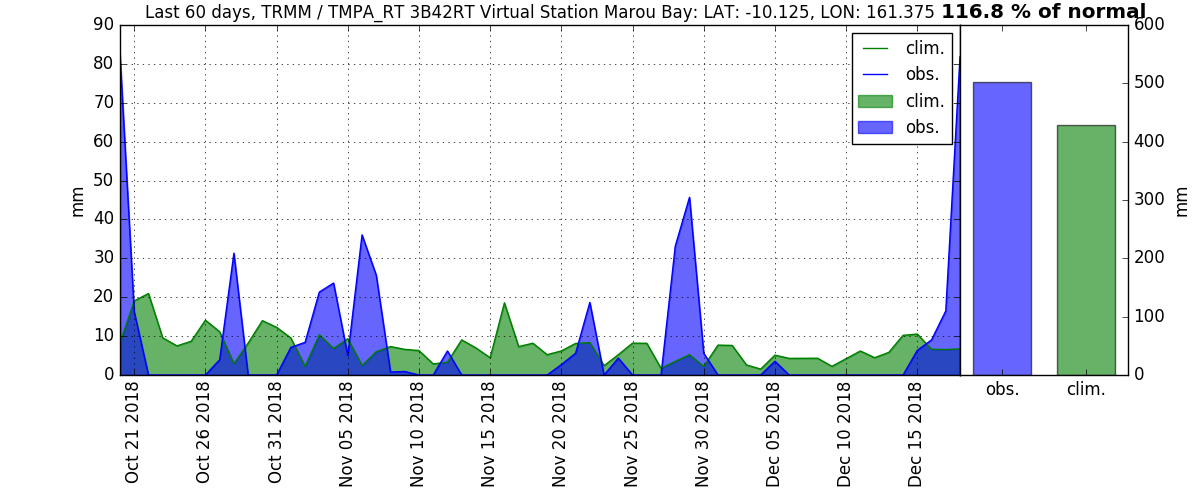 Last 60 days, TRMM / TMPA_RT 3B42RT Virtual Station Marou Bay: LAT: -10.125, LON: 161.375 116.8 % of normal
90
80
70
60
50
40
30
20
10
0
mm
clim.
obs.
clim.
obs.
600
500
400
300
200
100
0
mm
obs.
clim.
Oct 21 2018
Oct 26 2018
Oct 31 2018
Nov 05 2018
Nov 10 2018
Nov 15 2018
Nov 20 2018
Nov 25 2018
Nov 30 2018
Dec 05 2018
Dec 10 2018
Dec 15 2018